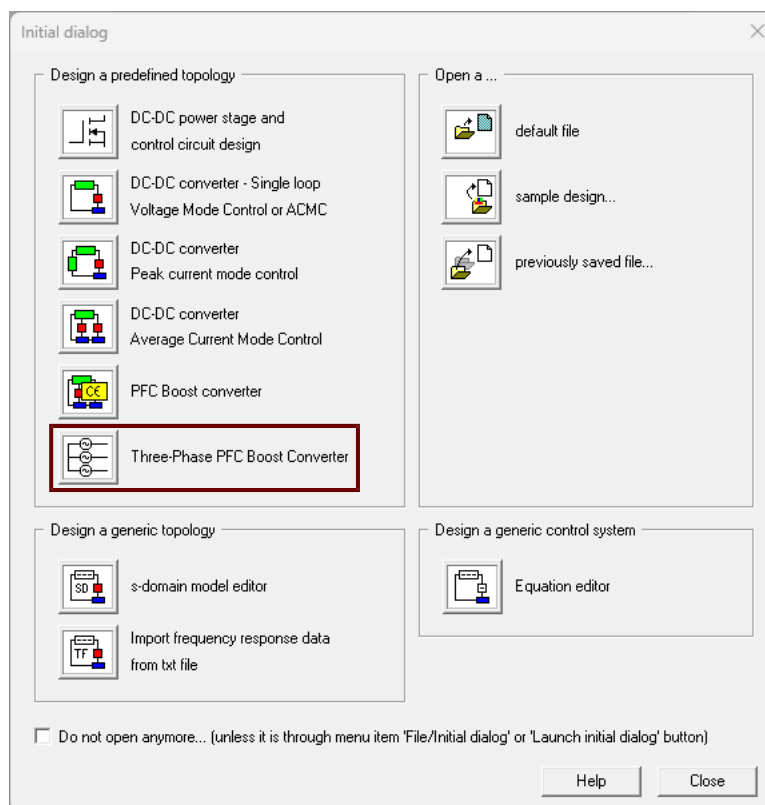 Initial dialog
Design a predefined topology
DC-DC power stage and
control circuit design
DC-DC converter - Single loop
Voltage Mode Control or ACMC
DC-DC converter
Peak current mode control
DC-DC converter
Average Current Mode Control
C€
PFC Boost converter
Three-Phase PFC Boost Converter
Open a ...
default file
sample design...
previously saved file...
Design a generic topology
SD
s-domain model editor
TF
Import frequency response data
from txt file
Design a generic control system
Equation editor
Do not open anymore... (unless it is through menu item 'File/Initial dialog' or 'Launch initial dialog' button)
Help
Close